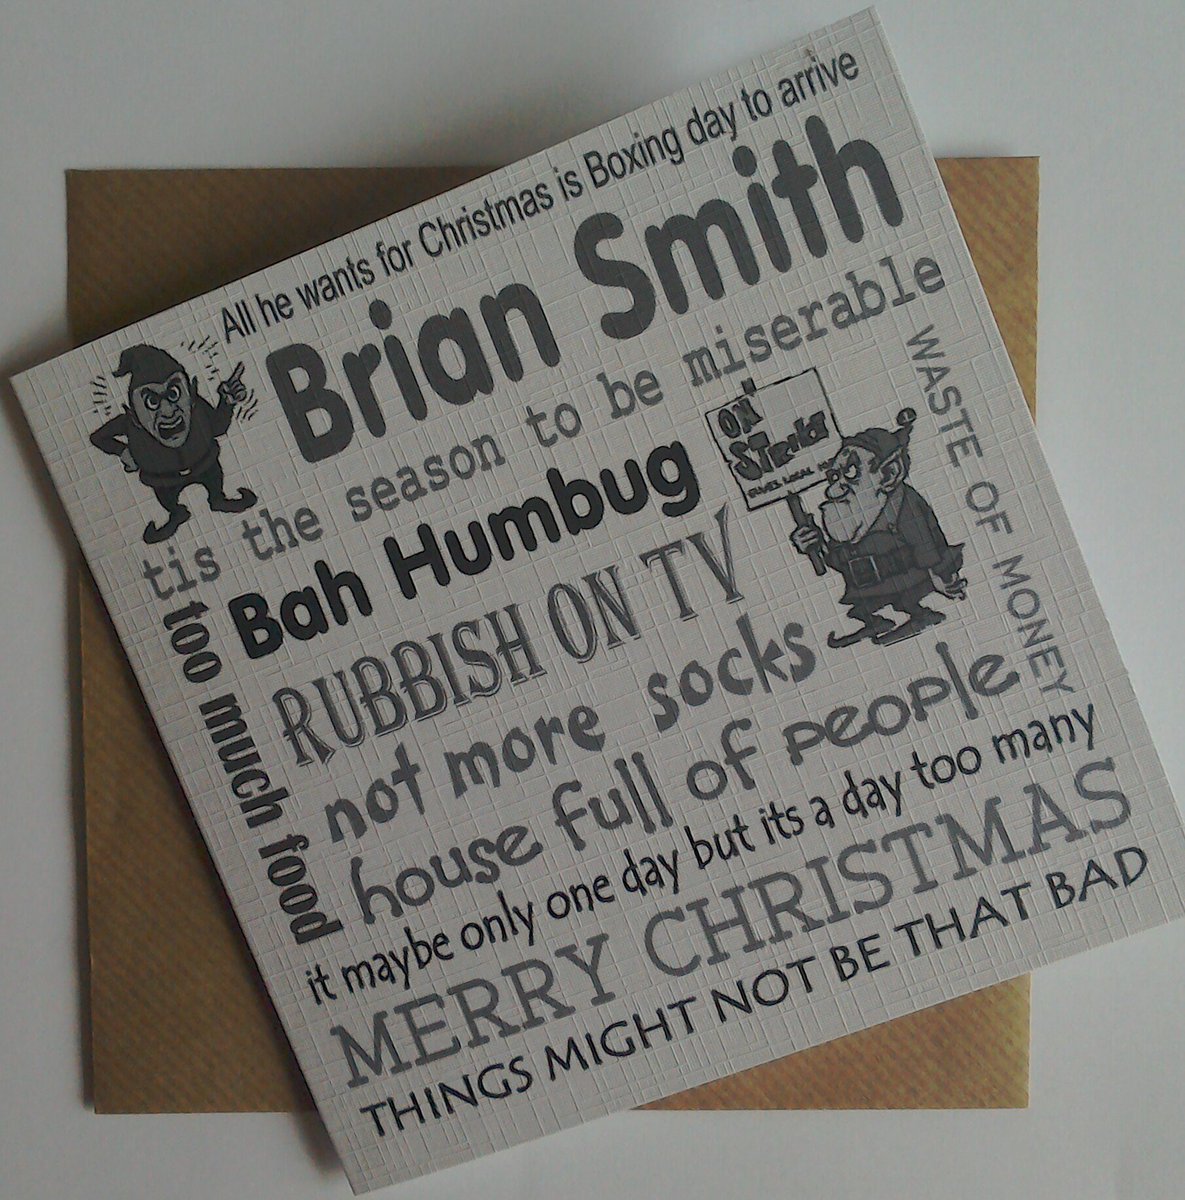 All he wants for Christmas is Boxing day to arrive
Brian Smith
tis the season to be miserable
ON
STRIKE
ELVES LOCAL
Bah Humbug
WASTE OF MONEY
RUBBISH ON TV
too much food
not more socks
house full of people
it maybe only one day but its a day too many
MERRY CHRISTMAS
THINGS MIGHT NOT BE THAT BAD